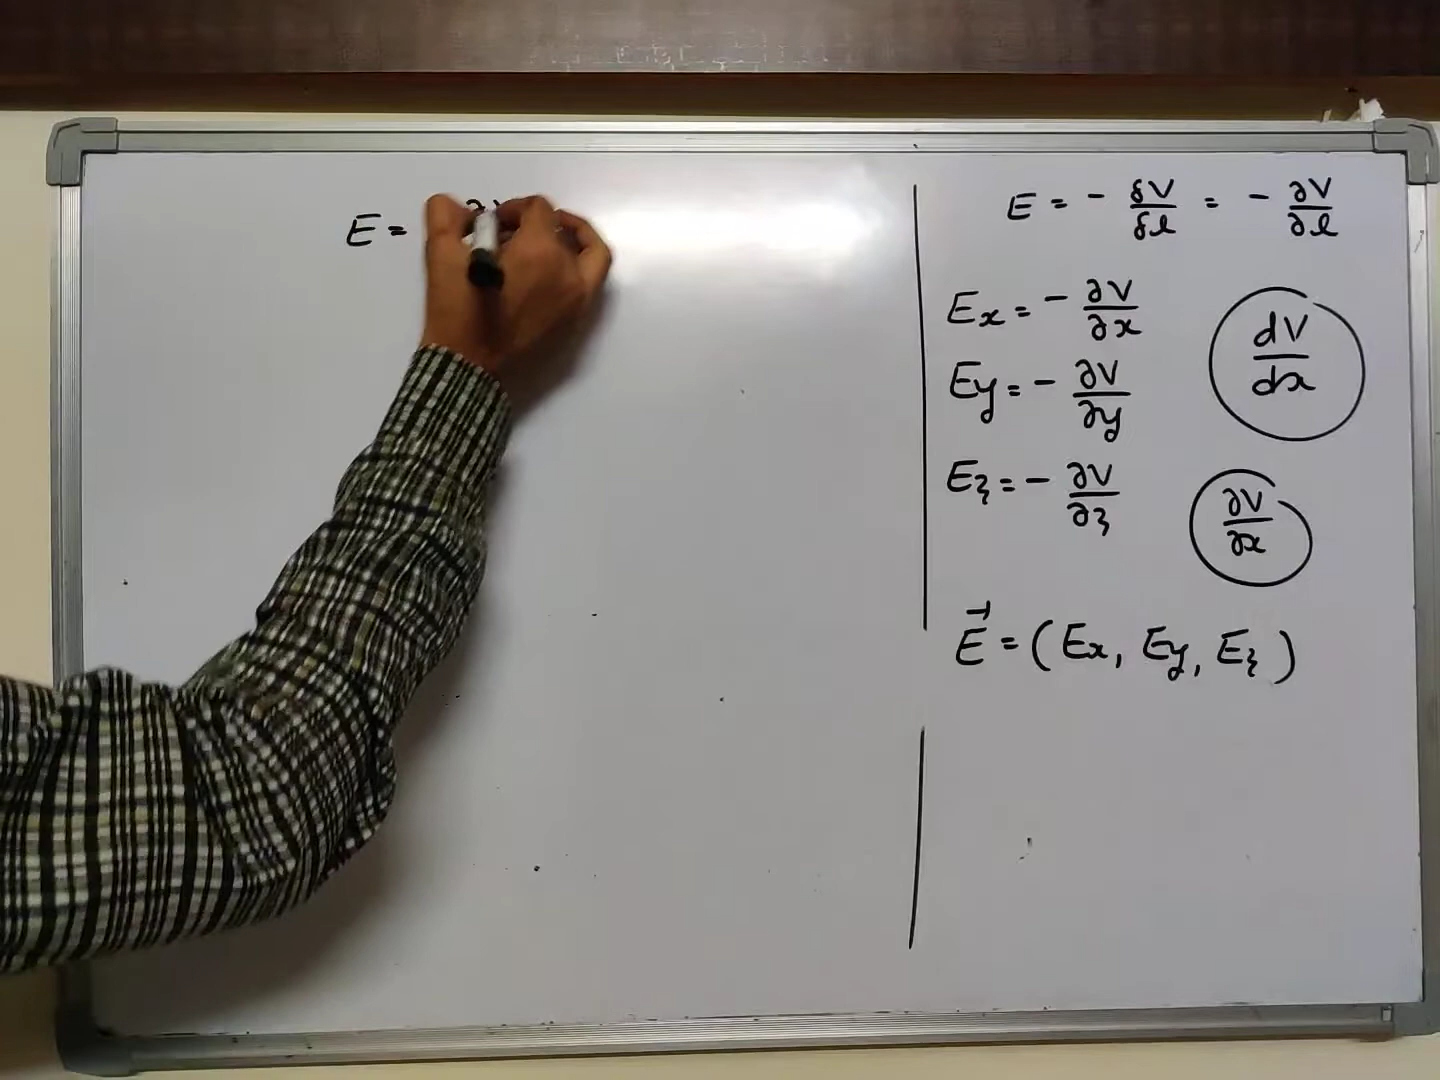 E = ∂V
E = - δV/δl = - ∂V/∂l
Ex = - ∂V/∂x
dV/dx
Ey = - ∂V/∂y
Ez = - ∂V/∂z
∂V/∂x
E⃗ = (Ex, Ey, Ez)